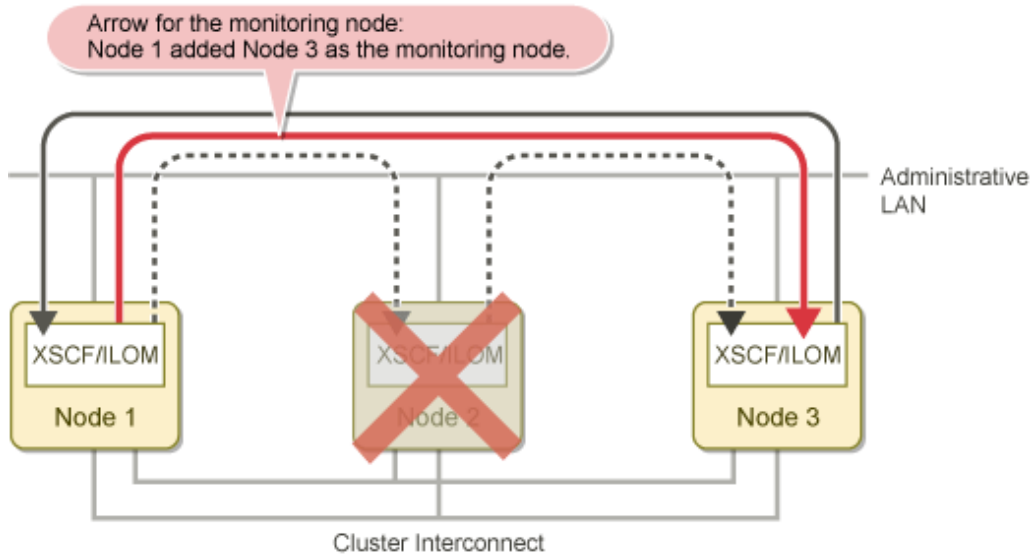 Arrow for the monitoring node:
Node 1 added Node 3 as the monitoring node.
Administrative
LAN
XSCF/ILOM
XSCF/ILOM
XSCF/ILOM
Node 1
Node 2
Node 3
Cluster Interconnect